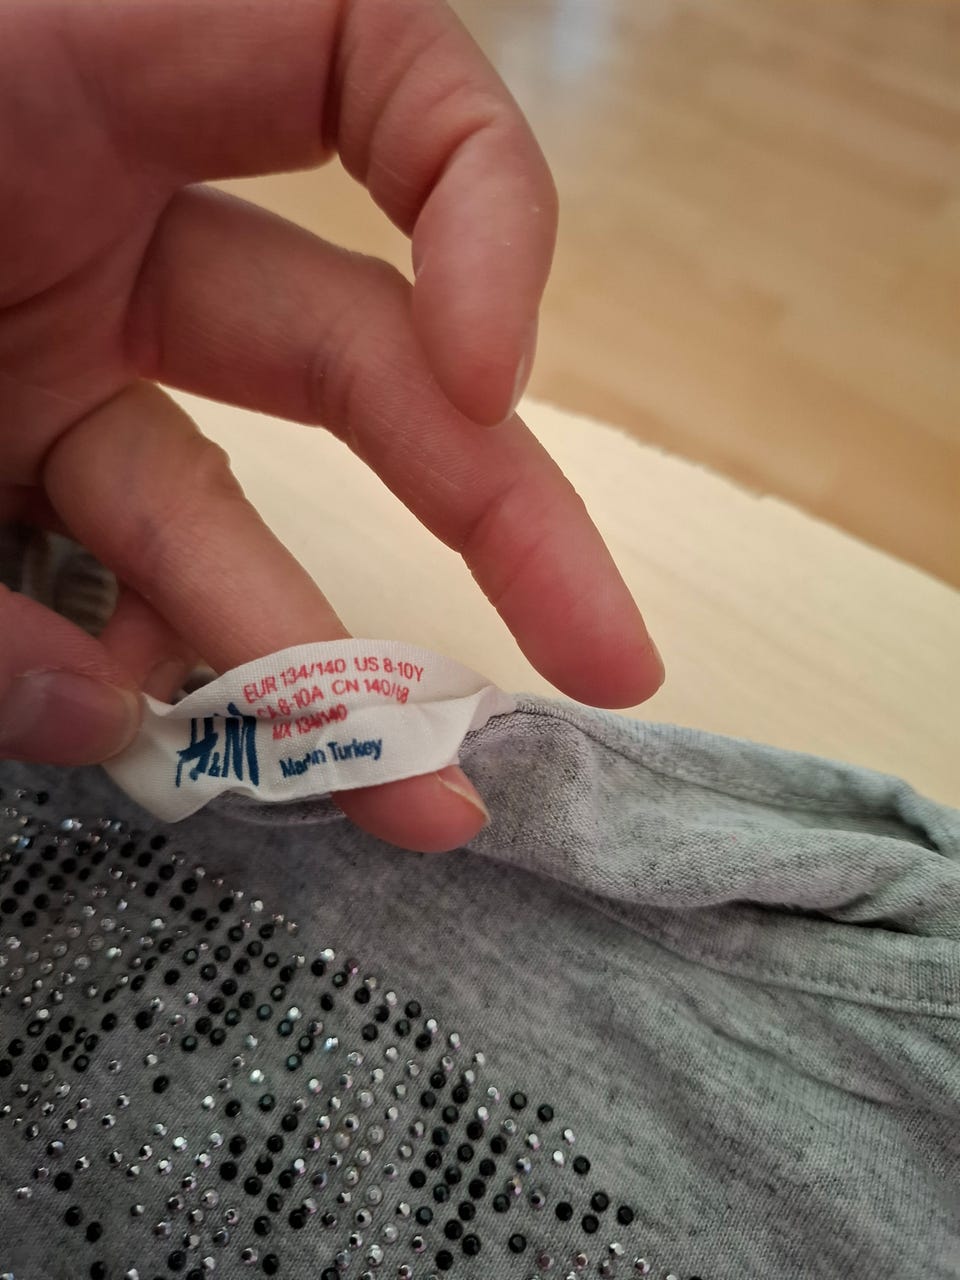 EUR 134/140 US 8-10Y
CA 8-10A CN 140/68
MX 134/140
H&M
Made in Turkey